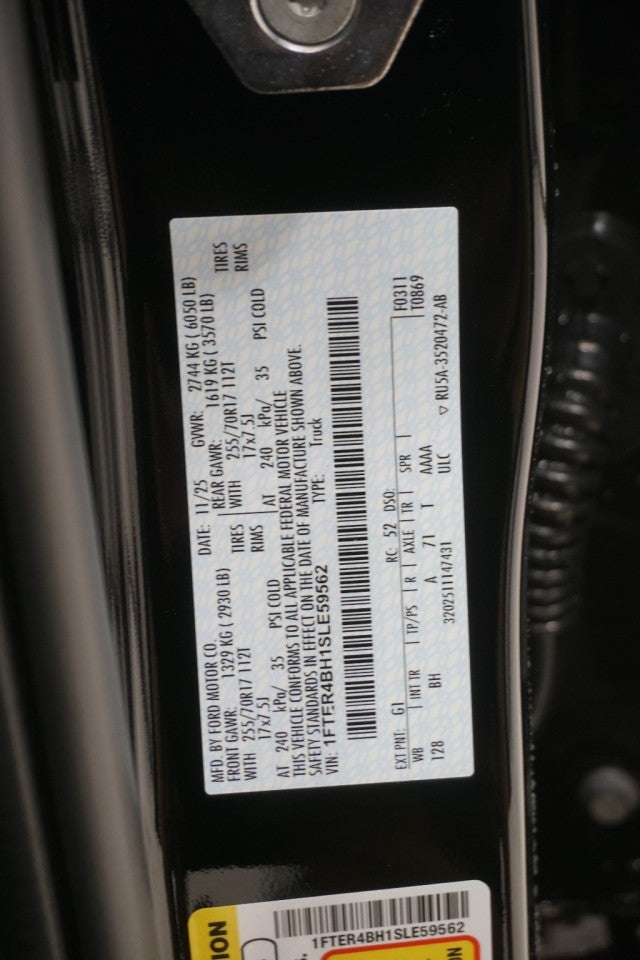 MFD. BY FORD MOTOR CO. DATE: 11/25 GVWR: 2744 KG ( 6050 LB)
FRONT GAWR: 1329 KG ( 2930 LB) REAR GAWR: 1619 KG ( 3570 LB)
WITH 255/70R17 112T TIRES WITH 255/70R17 112T TIRES
17x7.5J RIMS 17x7.5J RIMS
AT 240 kPa/ 35 PSI COLD AT 240 kPa/ 35 PSI COLD
THIS VEHICLE CONFORMS TO ALL APPLICABLE FEDERAL MOTOR VEHICLE
SAFETY STANDARDS IN EFFECT ON THE DATE OF MANUFACTURE SHOWN ABOVE.
VIN: 1FTER4BH1SLE59562 TYPE: Truck
F0311
T0869
EXT PNT: G1 RC: 52 DSO:
WB INT TR TP/PS R AXLE TR SPR
128 BH A 71 T AAAA
3202511147431 ULC
▽ RU5A-3520472-AB
1FTER4BH1SLE59562